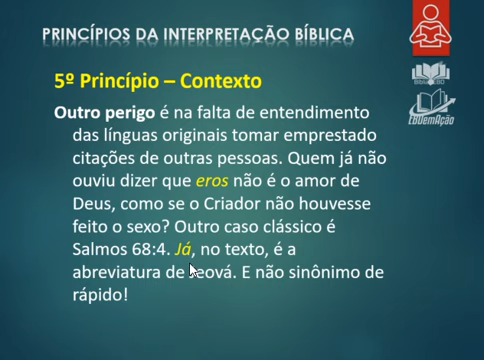 PRINCÍPIOS DA INTERPRETAÇÃO BÍBLICA
5º Princípio – Contexto
Outro perigo é na falta de entendimento
das línguas originais tomar emprestado
citações de outras pessoas. Quem já não
ouviu dizer que eros não é o amor de
Deus, como se o Criador não houvesse
feito o sexo? Outro caso clássico é
Salmos 68:4. Já, no texto, é a
abreviatura de Jeová. E não sinônimo de
rápido!
EBDemAção